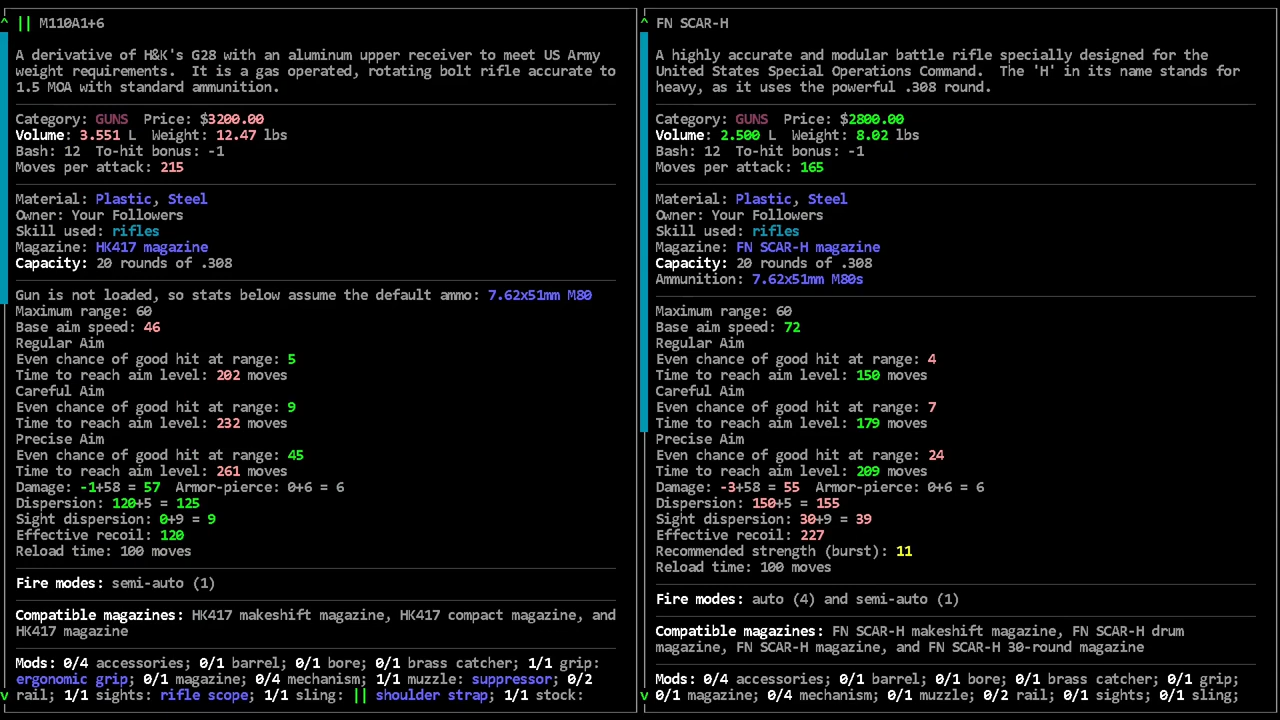 ^ || M110A1+6
A derivative of H&K's G28 with an aluminum upper receiver to meet US Army
weight requirements.  It is a gas operated, rotating bolt rifle accurate to
1.5 MOA with standard ammunition.
Category: GUNS  Price: $3200.00
Volume: 3.551 L  Weight: 12.47 lbs
Bash: 12  To-hit bonus: -1
Moves per attack: 215
Material: Plastic, Steel
Owner: Your Followers
Skill used: rifles
Magazine: HK417 magazine
Capacity: 20 rounds of .308
Gun is not loaded, so stats below assume the default ammo: 7.62x51mm M80
Maximum range: 60
Base aim speed: 46
Regular Aim
Even chance of good hit at range: 5
Time to reach aim level: 202 moves
Careful Aim
Even chance of good hit at range: 9
Time to reach aim level: 232 moves
Precise Aim
Even chance of good hit at range: 45
Time to reach aim level: 261 moves
Damage: -1+58 = 57  Armor-pierce: 0+6 = 6
Dispersion: 120+5 = 125
Sight dispersion: 0+9 = 9
Effective recoil: 120
Reload time: 100 moves
Fire modes: semi-auto (1)
Compatible magazines: HK417 makeshift magazine, HK417 compact magazine, and
HK417 magazine
Mods: 0/4 accessories; 0/1 barrel; 0/1 bore; 0/1 brass catcher; 1/1 grip:
ergonomic grip; 0/1 magazine; 0/4 mechanism; 1/1 muzzle: suppressor; 0/2
v rail; 1/1 sights: rifle scope; 1/1 sling: || shoulder strap; 1/1 stock:
^ FN SCAR-H
A highly accurate and modular battle rifle specially designed for the
United States Special Operations Command.  The 'H' in its name stands for
heavy, as it uses the powerful .308 round.
Category: GUNS  Price: $2800.00
Volume: 2.500 L  Weight: 8.02 lbs
Bash: 12  To-hit bonus: -1
Moves per attack: 165
Material: Plastic, Steel
Owner: Your Followers
Skill used: rifles
Magazine: FN SCAR-H magazine
Capacity: 20 rounds of .308
Ammunition: 7.62x51mm M80s
Maximum range: 60
Base aim speed: 72
Regular Aim
Even chance of good hit at range: 4
Time to reach aim level: 150 moves
Careful Aim
Even chance of good hit at range: 7
Time to reach aim level: 179 moves
Precise Aim
Even chance of good hit at range: 24
Time to reach aim level: 209 moves
Damage: -3+58 = 55  Armor-pierce: 0+6 = 6
Dispersion: 150+5 = 155
Sight dispersion: 30+9 = 39
Effective recoil: 227
Recommended strength (burst): 11
Reload time: 100 moves
Fire modes: auto (4) and semi-auto (1)
Compatible magazines: FN SCAR-H makeshift magazine, FN SCAR-H drum
magazine, FN SCAR-H magazine, and FN SCAR-H 30-round magazine
Mods: 0/4 accessories; 0/1 barrel; 0/1 bore; 0/1 brass catcher; 0/1 grip;
v 0/1 magazine; 0/4 mechanism; 0/1 muzzle; 0/2 rail; 0/1 sights; 0/1 sling;